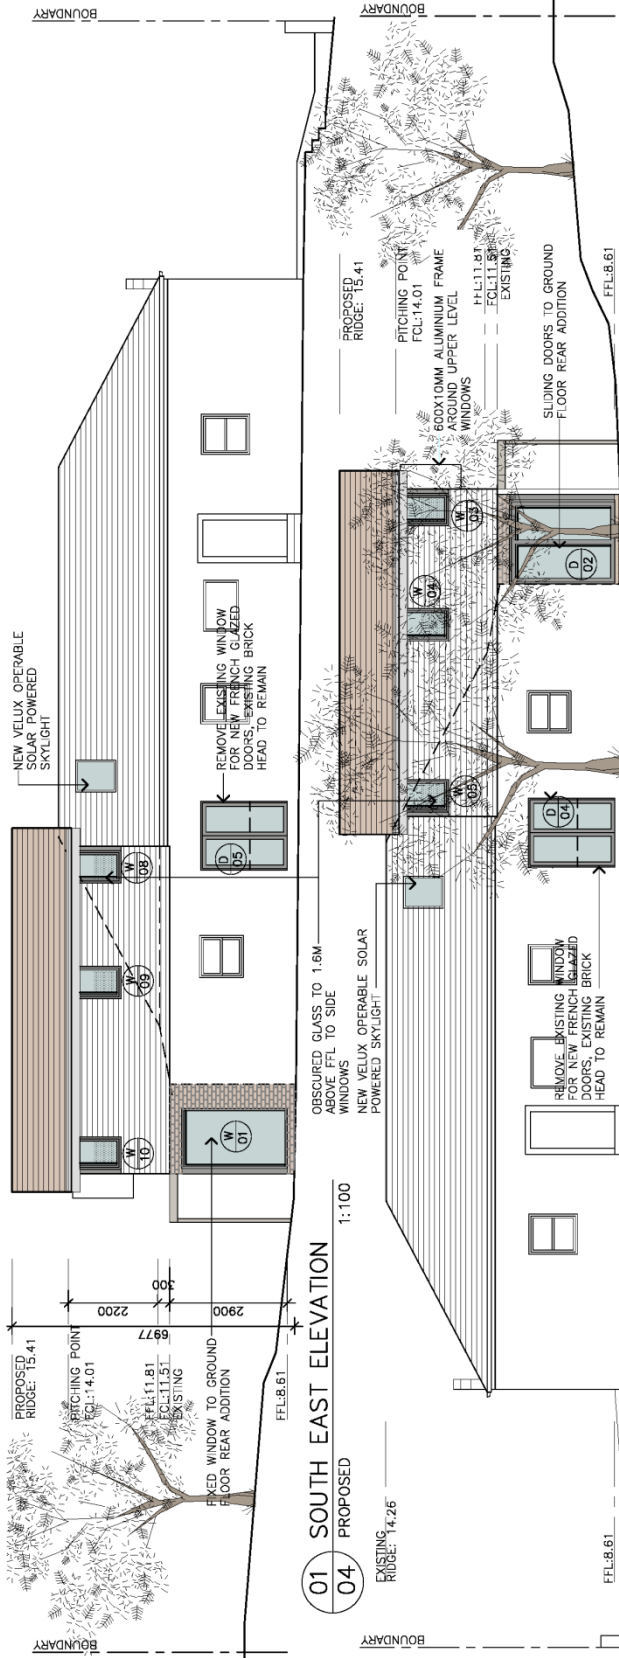 BOUNDARY
BOUNDARY
PROPOSED
RIDGE: 15.41
PITCHING POINT
FCL:14.01
FFL:11.81
FCL:11.51
EXISTING
FFL:8.61
6977
2200
300
2900
FIXED WINDOW TO GROUND
FLOOR REAR ADDITION
W
10
W
09
W
08
W
01
D
05
NEW VELUX OPERABLE
SOLAR POWERED
SKYLIGHT
REMOVE EXISTING WINDOW
FOR NEW FRENCH GLAZED
DOORS, EXISTING BRICK
HEAD TO REMAIN
01
04
SOUTH EAST ELEVATION
PROPOSED
1:100
OBSCURED GLASS TO 1.6M
ABOVE FFL TO SIDE
WINDOWS
NEW VELUX OPERABLE SOLAR
POWERED SKYLIGHT
BOUNDARY
BOUNDARY
EXISTING
RIDGE: 14.26
FFL:8.61
REMOVE EXISTING WINDOW
FOR NEW FRENCH GLAZED
DOORS, EXISTING BRICK
HEAD TO REMAIN
D
04
W
05
W
04
W
03
D
02
PROPOSED
RIDGE: 15.41
PITCHING POINT
FCL:14.01
600X10MM ALUMINIUM FRAME
AROUND UPPER LEVEL
WINDOWS
FFL:11.81
FCL:11.51
EXISTING
SLIDING DOORS TO GROUND
FLOOR REAR ADDITION
FFL:8.61